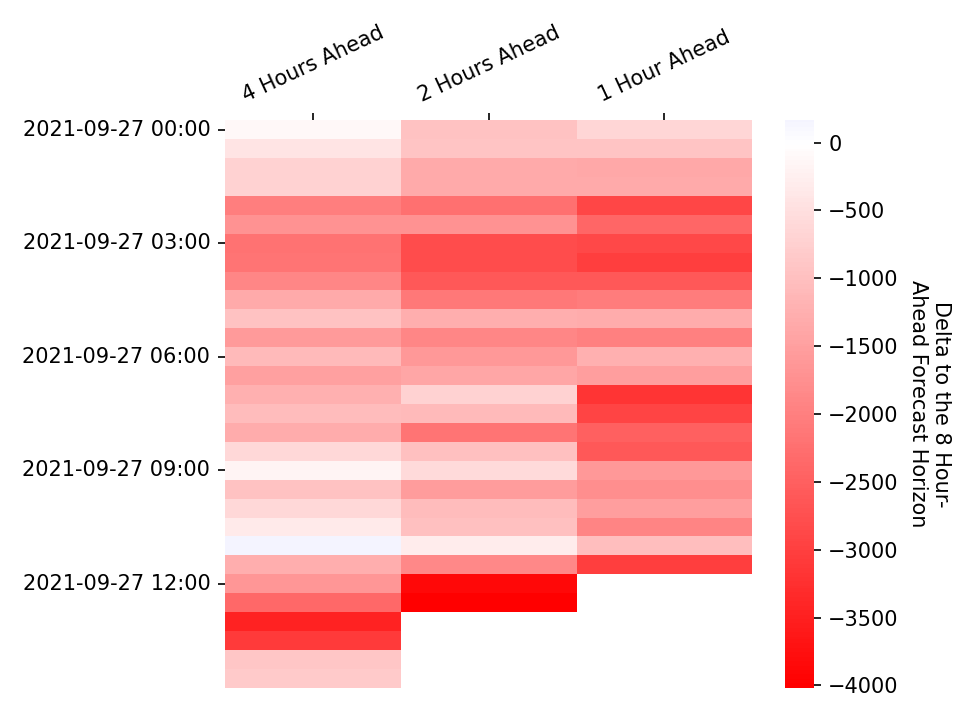 4 Hours Ahead
2 Hours Ahead
1 Hour Ahead
2021-09-27 00:00
2021-09-27 03:00
2021-09-27 06:00
2021-09-27 09:00
2021-09-27 12:00
0
−500
−1000
−1500
−2000
−2500
−3000
−3500
−4000
Delta to the 8 Hour-
Ahead Forecast Horizon